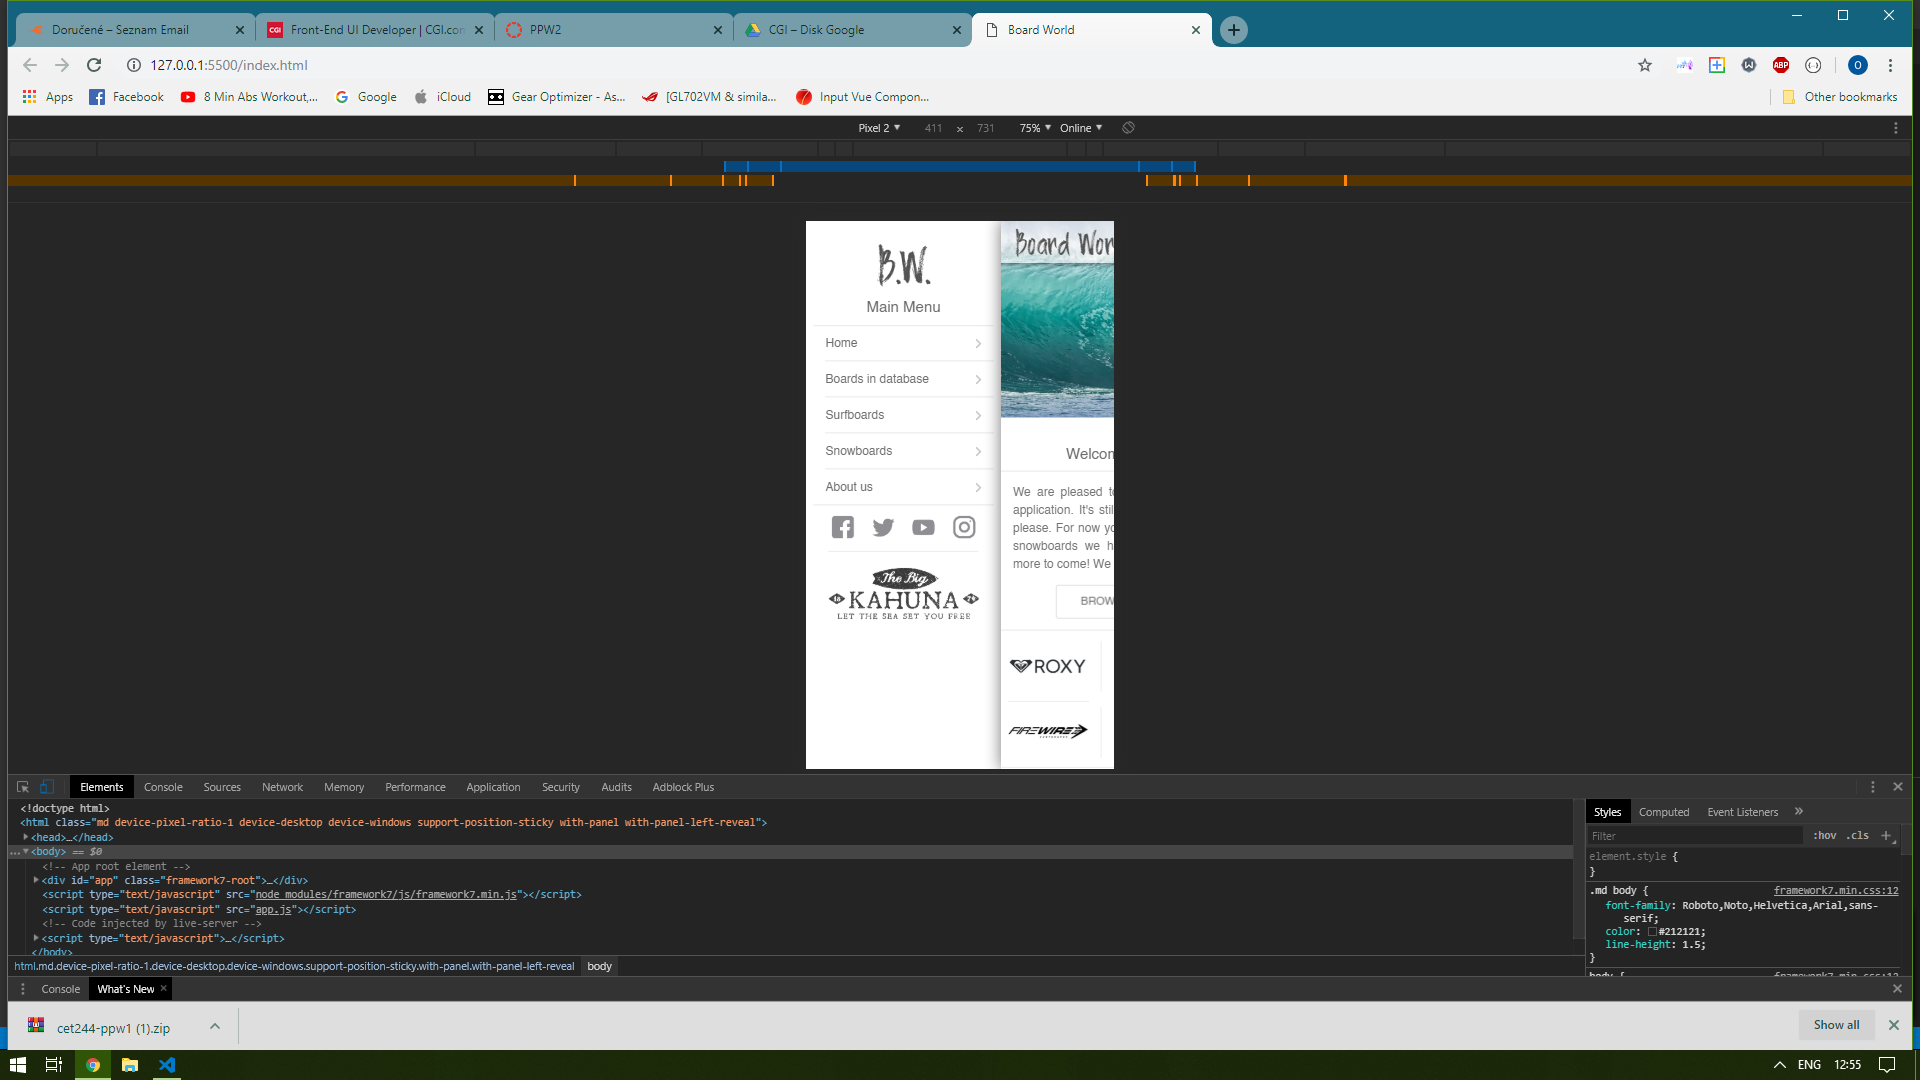 Doručené – Seznam Email
Front-End UI Developer | CGI.com
PPW2
CGI – Disk Google
Board World
127.0.0.1:5500/index.html
Apps
Facebook
8 Min Abs Workout,...
Google
iCloud
Gear Optimizer - As...
[GL702VM & simila...
Input Vue Compon...
Other bookmarks
Pixel 2
411 × 731
75%
Online
B.W.
Main Menu
Home
Boards in database
Surfboards
Snowboards
About us
The Big
KAHUNA
LET THE SEA SET YOU FREE
Board Wor
Welcom
We are pleased to
application. It's stil
please. For now yo
snowboards we h
more to come! We
BROW
ROXY
FIREWIRE
Elements
Console
Sources
Network
Memory
Performance
Application
Security
Audits
Adblock Plus
<!doctype html>
<html class="md device-pixel-ratio-1 device-desktop device-windows support-position-sticky with-panel with-panel-left-reveal">
<head>…</head>
<body> == $0
<!-- App root element -->
<div id="app" class="framework7-root">…</div>
<script type="text/javascript" src="node_modules/framework7/js/framework7.min.js"></script>
<script type="text/javascript" src="app.js"></script>
<!-- Code injected by live-server -->
<script type="text/javascript">…</script>
</body>
html.md.device-pixel-ratio-1.device-desktop.device-windows.support-position-sticky.with-panel.with-panel-left-reveal
body
Styles
Computed
Event Listeners
Filter
:hov .cls
element.style {
}
.md body {
framework7.min.css:12
font-family: Roboto,Noto,Helvetica,Arial,sans-
serif;
color: #212121;
line-height: 1.5;
}
body {
framework7.min.css:12
Console
What's New
cet244-ppw1 (1).zip
Show all
ENG
12:55